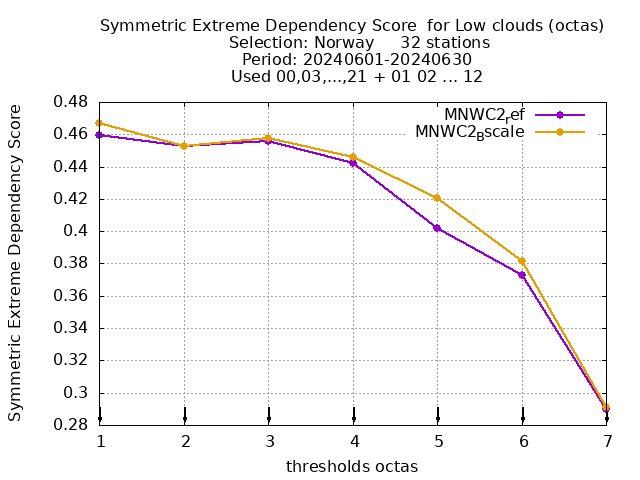 Symmetric Extreme Dependency Score  for Low clouds (octas)
Selection: Norway     32 stations
Period: 20240601-20240630
Used 00,03,...,21 + 01 02 ... 12
MNWC2_ref
MNWC2_Bscale
Symmetric Extreme Dependency Score
0.48
0.46
0.44
0.42
0.4
0.38
0.36
0.34
0.32
0.3
0.28
1 2 3 4 5 6 7
thresholds octas